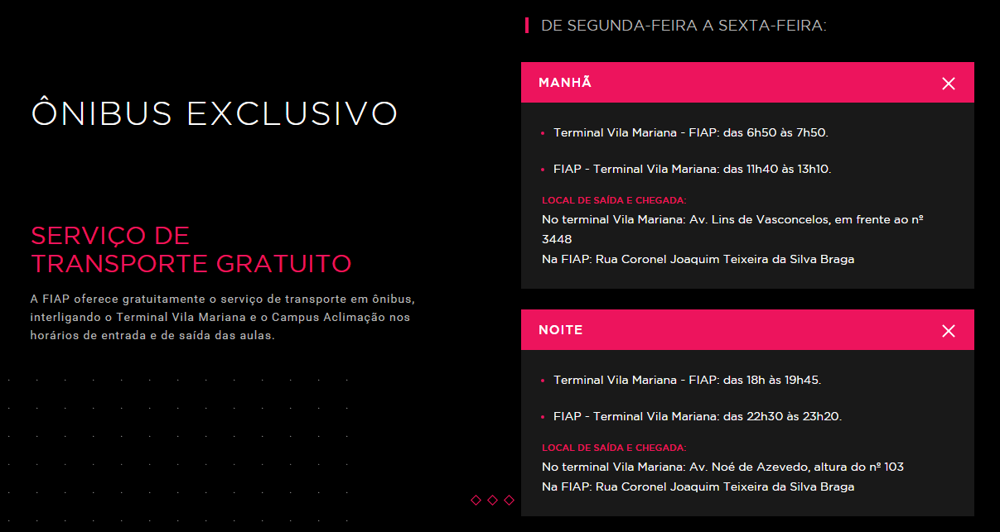 ÔNIBUS EXCLUSIVO
SERVIÇO DE
TRANSPORTE GRATUITO
A FIAP oferece gratuitamente o serviço de transporte em ônibus,
interligando o Terminal Vila Mariana e o Campus Aclimação nos
horários de entrada e de saída das aulas.
DE SEGUNDA-FEIRA A SEXTA-FEIRA:
MANHÃ
Terminal Vila Mariana - FIAP: das 6h50 às 7h50.
FIAP - Terminal Vila Mariana: das 11h40 às 13h10.
LOCAL DE SAÍDA E CHEGADA:
No terminal Vila Mariana: Av. Lins de Vasconcelos, em frente ao nº
3448
Na FIAP: Rua Coronel Joaquim Teixeira da Silva Braga
NOITE
Terminal Vila Mariana - FIAP: das 18h às 19h45.
FIAP - Terminal Vila Mariana: das 22h30 às 23h20.
LOCAL DE SAÍDA E CHEGADA:
No terminal Vila Mariana: Av. Noé de Azevedo, altura do nº 103
Na FIAP: Rua Coronel Joaquim Teixeira da Silva Braga